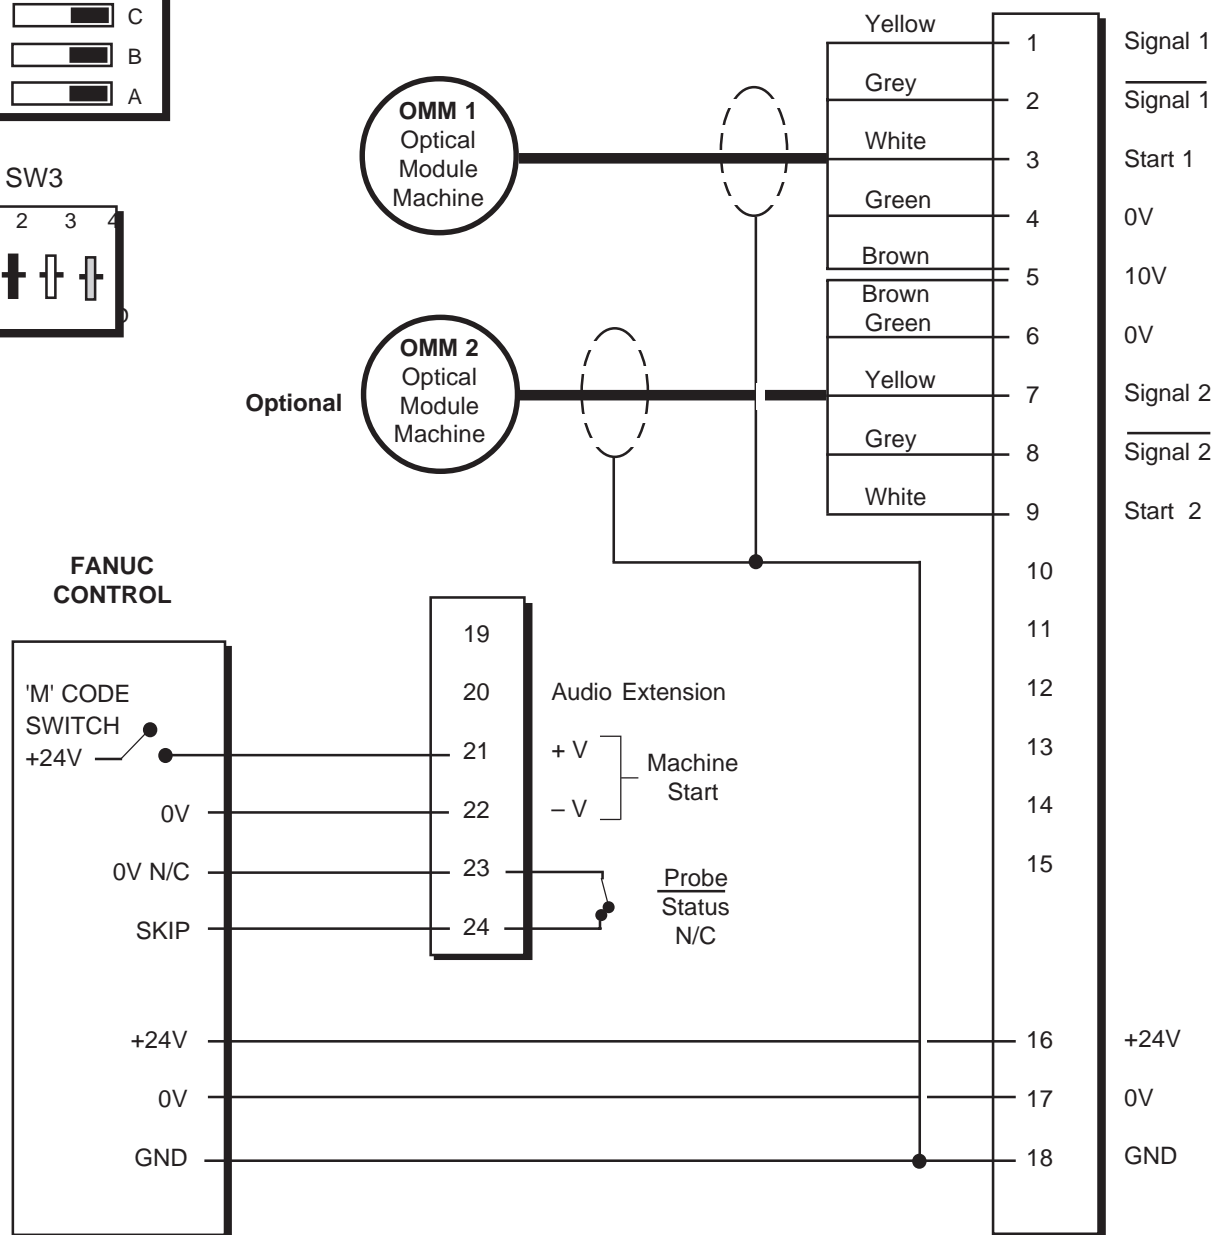 C
B
A
SW3
2 3 4
OMM 1
Optical
Module
Machine
Yellow
Grey
White
Green
Brown
1 Signal 1
2 Signal 1
3 Start 1
4 0V
5 10V
Optional
OMM 2
Optical
Module
Machine
Brown
Green
Yellow
Grey
White
6 0V
7 Signal 2
8 Signal 2
9 Start 2
10
11
12
13
14
15
16 +24V
17 0V
18 GND
FANUC
CONTROL
'M' CODE
SWITCH
+24V
0V
0V N/C
SKIP
+24V
0V
GND
19
20 Audio Extension
21 + V
22 – V
Machine
Start
23
24
Probe
Status
N/C